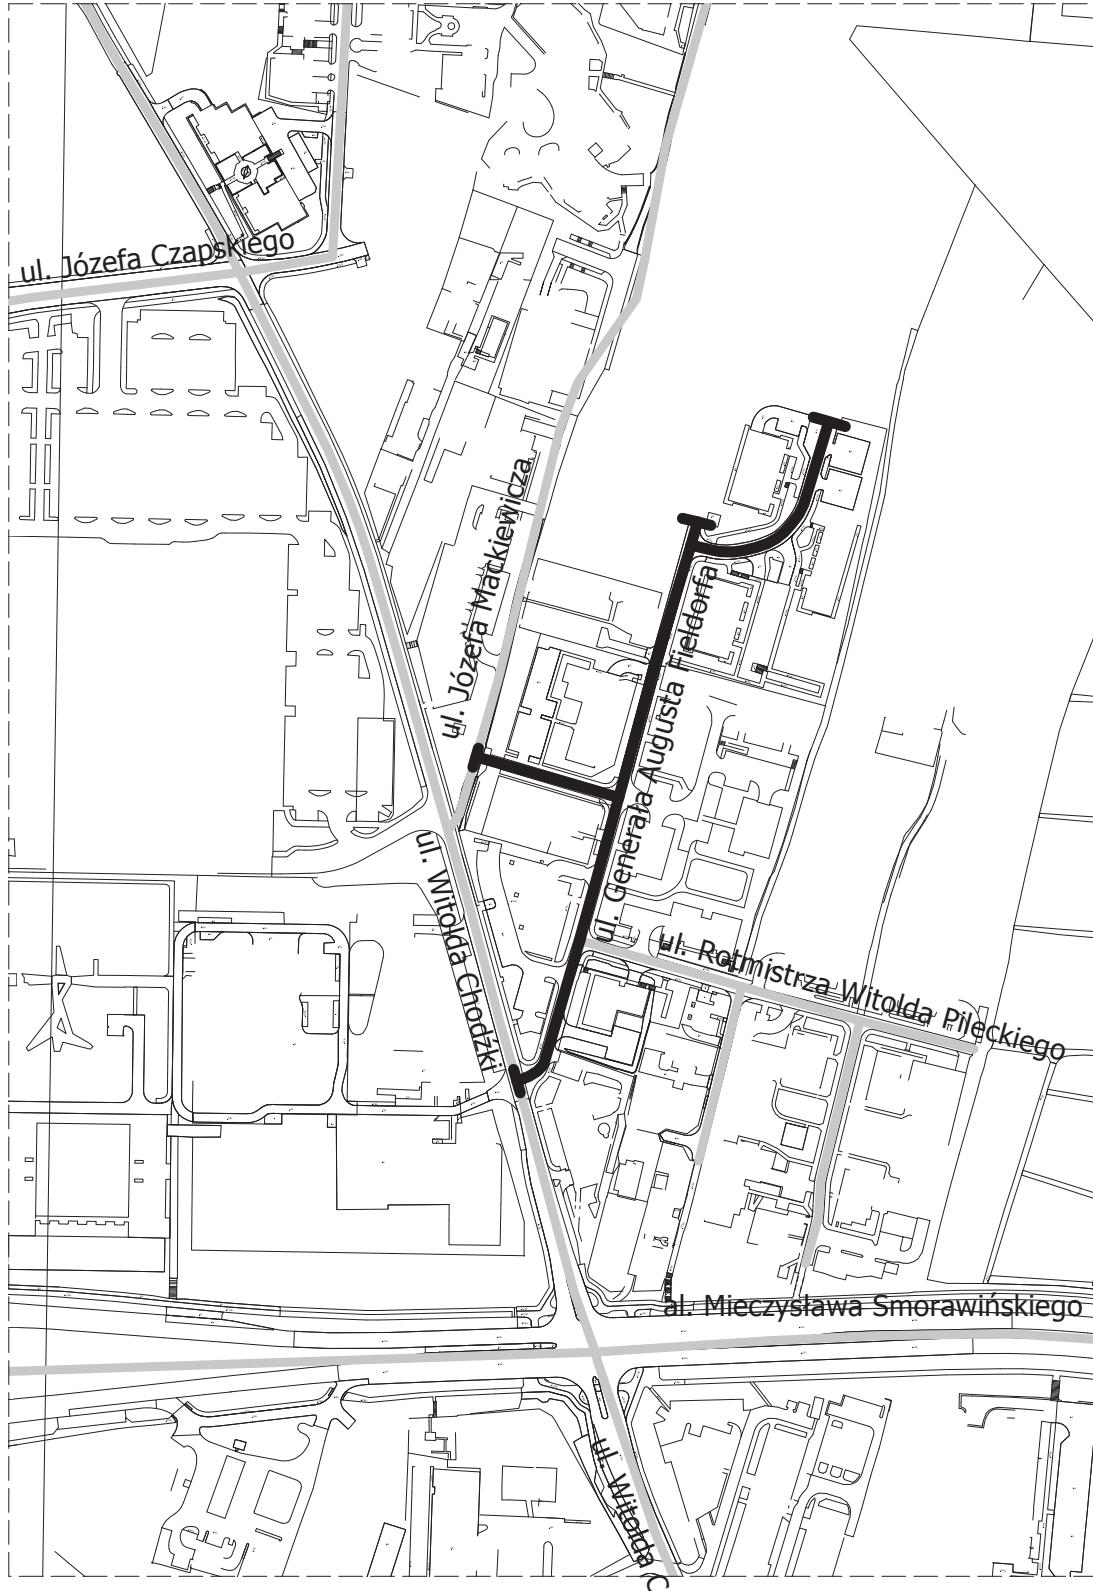 ul. Józefa Czapskiego
ul. Józefa Mackiewicza
ul. Generała Augusta Fieldorfa
ul. Witolda Chodźki
ul. Rotmistrza Witolda Pileckiego
al. Mieczysława Smorawińskiego
ul. Witolda C